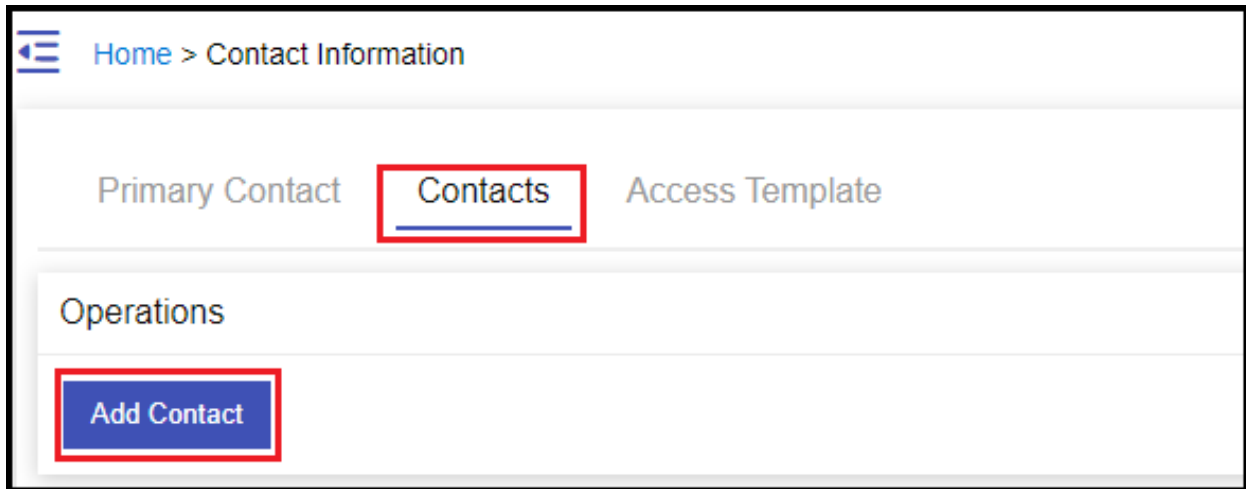 Home > Contact Information
Primary Contact Contacts Access Template
Operations
Add Contact